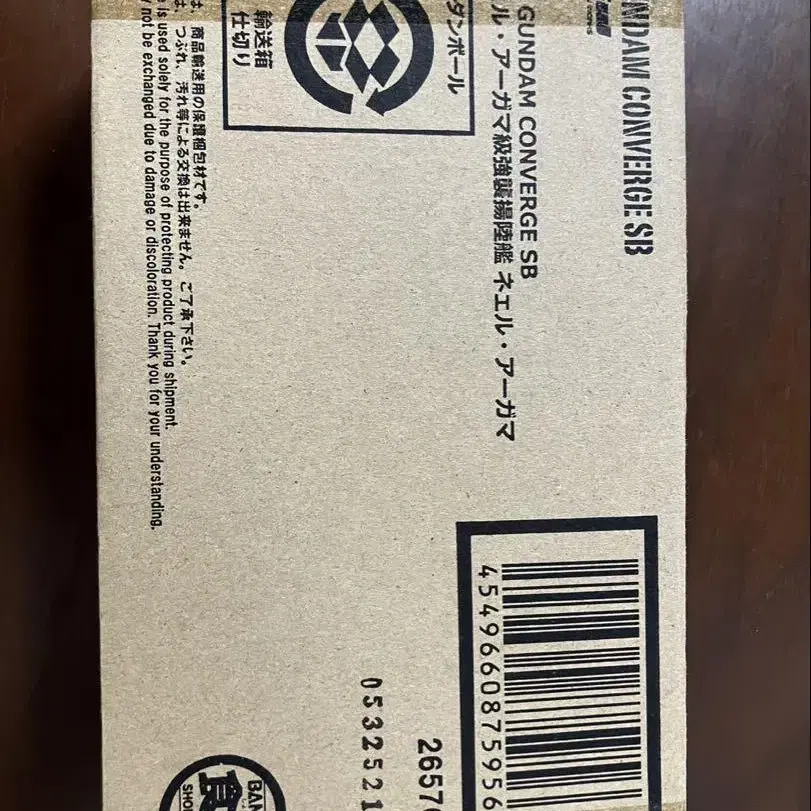 NDAM CONVERGE SB
GUNDAM CONVERGE SB
ル・アーガマ級強襲揚陸艦 ネェル・アーガマ
ダンボール
輸送箱
仕切り
は、商品輸送用の保護梱包材です。
は、つぶれ、汚れ等による交換は出来ません。ご了承下さい。
is used solely for the purpose of protecting product during shipment.
not be exchanged due to damage or discoloration. Thank you for your understanding.
4549660875956
2657
0532521
BAN
SHO